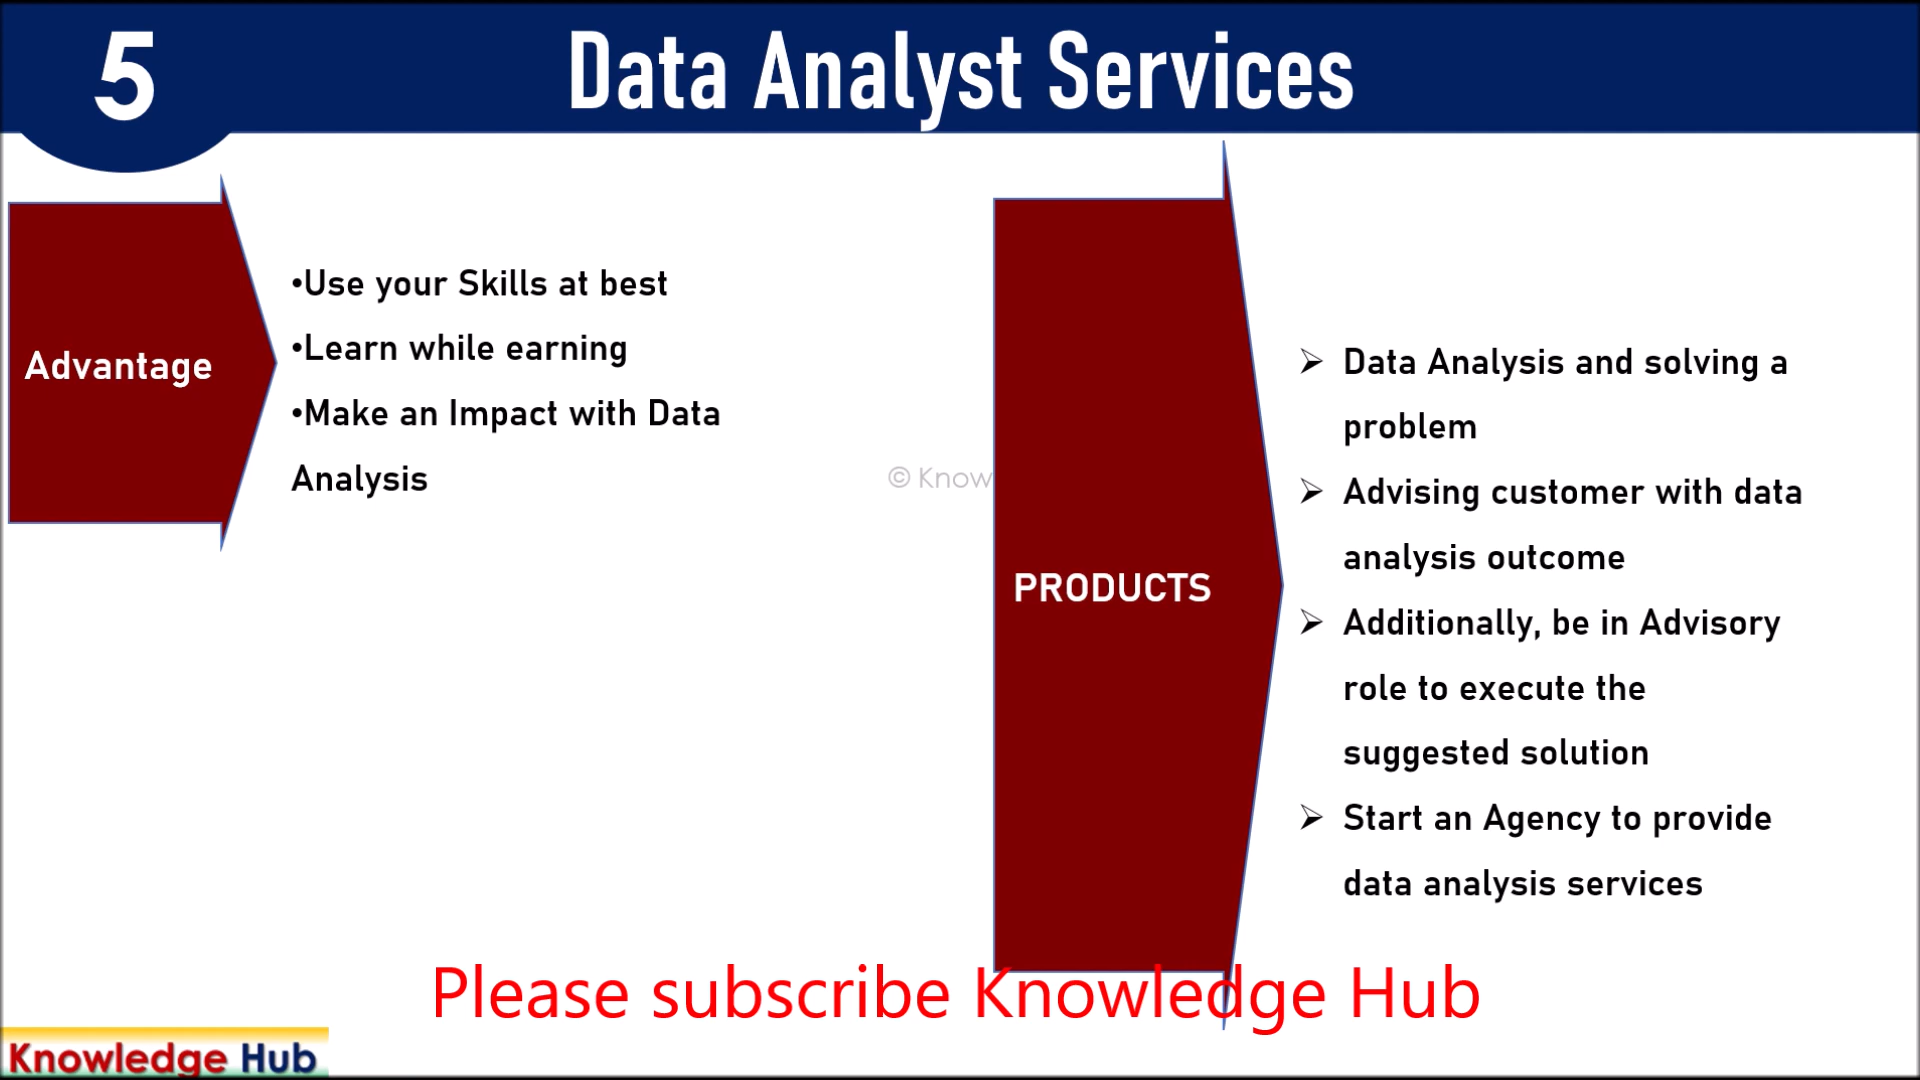 5
Data Analyst Services
Advantage
•Use your Skills at best
•Learn while earning
•Make an Impact with Data
Analysis
© Know
PRODUCTS
➢ Data Analysis and solving a
problem
➢ Advising customer with data
analysis outcome
➢ Additionally, be in Advisory
role to execute the
suggested solution
➢ Start an Agency to provide
data analysis services
Please subscribe Knowledge Hub
Knowledge Hub